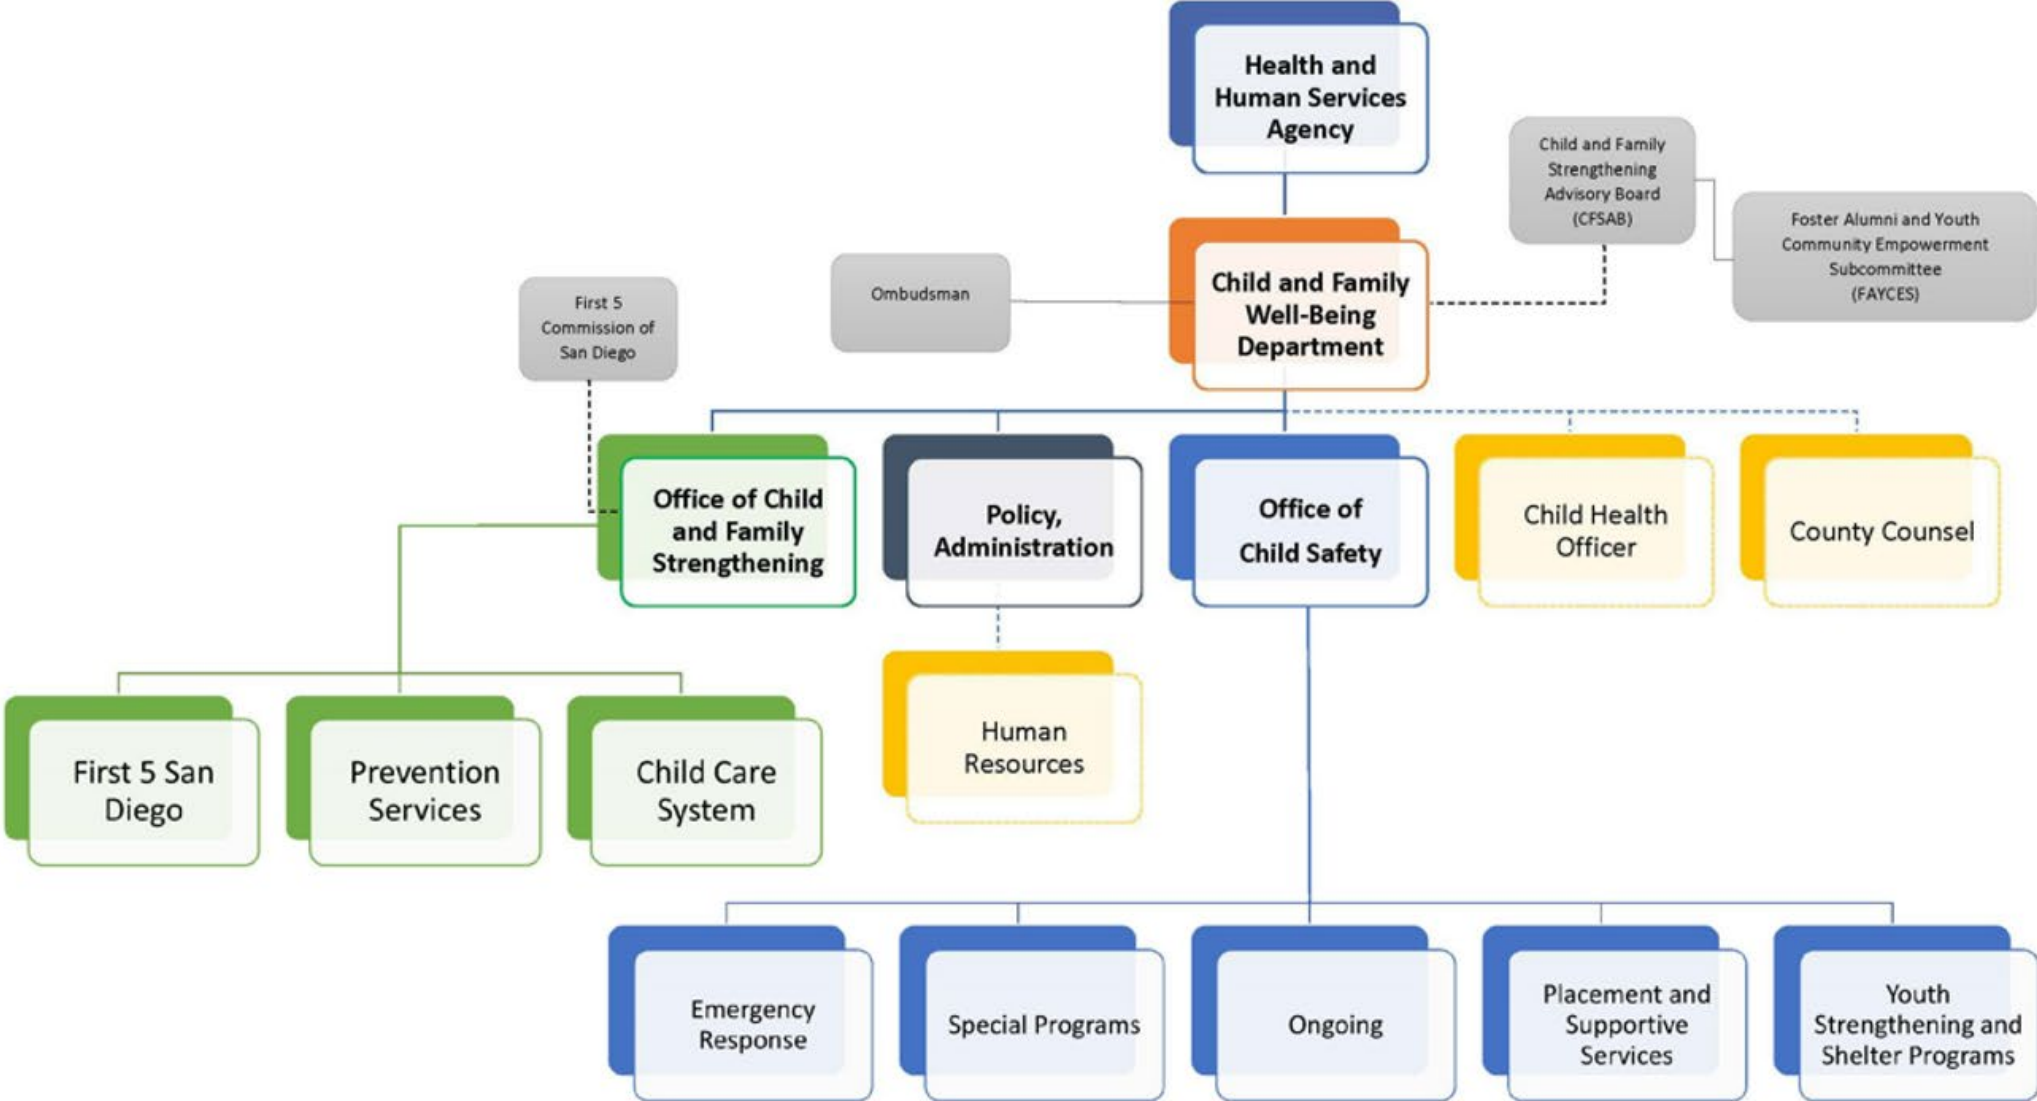 Health and
Human Services
Agency
Child and Family
Strengthening
Advisory Board
(CFSAB)
Foster Alumni and Youth
Community Empowerment
Subcommittee
(FAYCES)
Ombudsman
Child and Family
Well-Being
Department
First 5
Commission of
San Diego
Office of Child
and Family
Strengthening
Policy,
Administration
Office of
Child Safety
Child Health
Officer
County Counsel
First 5 San
Diego
Prevention
Services
Child Care
System
Human
Resources
Emergency
Response
Special Programs
Ongoing
Placement and
Supportive
Services
Youth
Strengthening and
Shelter Programs